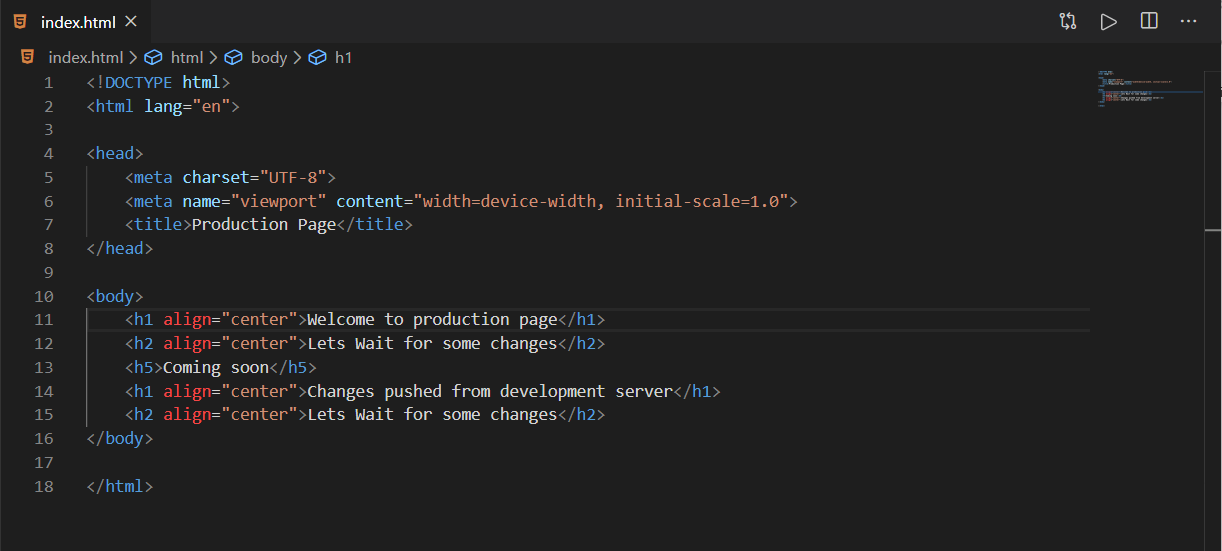 index.html
index.html > html > body > h1
1 <!DOCTYPE html>
2 <html lang="en">
3
4 <head>
5     <meta charset="UTF-8">
6     <meta name="viewport" content="width=device-width, initial-scale=1.0">
7     <title>Production Page</title>
8 </head>
9
10 <body>
11     <h1 align="center">Welcome to production page</h1>
12     <h2 align="center">Lets Wait for some changes</h2>
13     <h5>Coming soon</h5>
14     <h1 align="center">Changes pushed from development server</h1>
15     <h2 align="center">Lets Wait for some changes</h2>
16 </body>
17
18 </html>